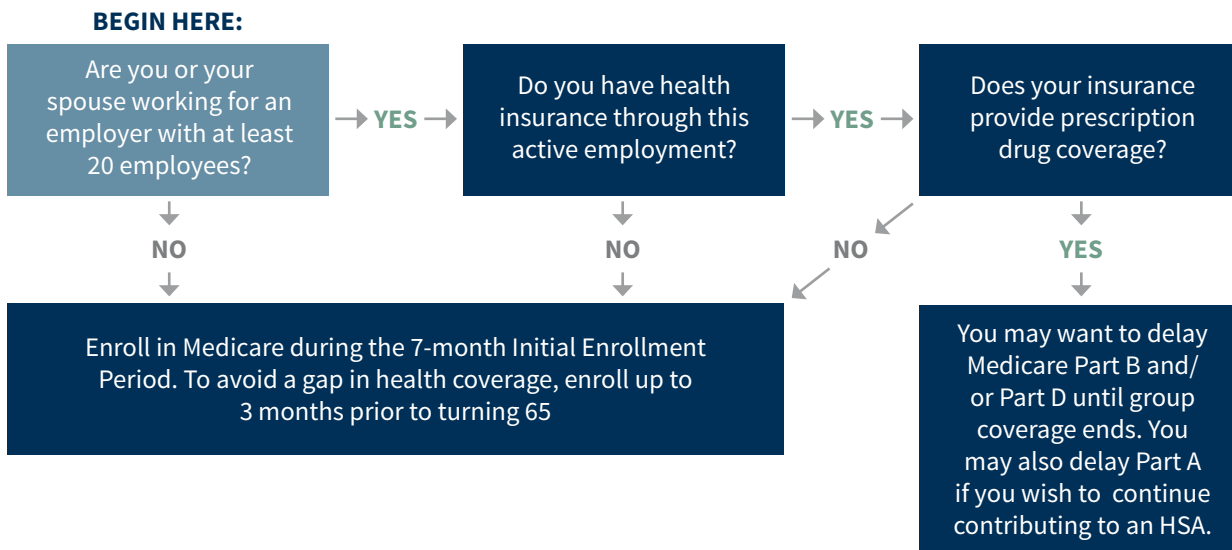 BEGIN HERE:
Are you or your
spouse working for an
employer with at least
20 employees?
YES
Do you have health
insurance through this
active employment?
YES
Does your insurance
provide prescription
drug coverage?
NO
NO
NO
YES
Enroll in Medicare during the 7-month Initial Enrollment
Period. To avoid a gap in health coverage, enroll up to
3 months prior to turning 65
You may want to delay
Medicare Part B and/
or Part D until group
coverage ends. You
may also delay Part A
if you wish to continue
contributing to an HSA.